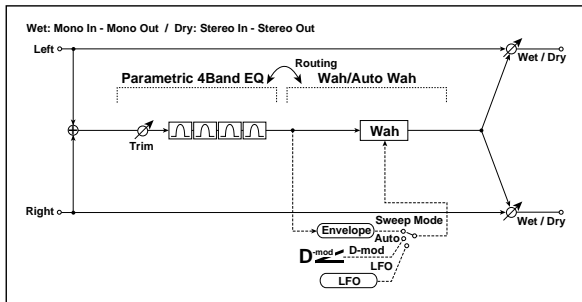 Wet: Mono In - Mono Out / Dry: Stereo In - Stereo Out
Left
Wet / Dry
Routing
Parametric 4Band EQ
Wah/Auto Wah
Trim
Wah
Right
Wet / Dry
Sweep Mode
Envelope
Auto
D-mod
D-mod
LFO
LFO